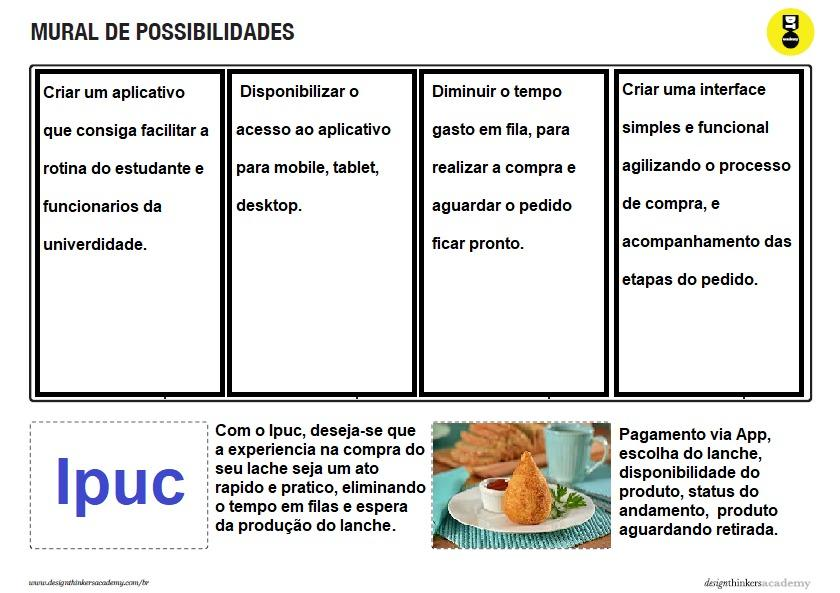 MURAL DE POSSIBILIDADES
academy
Criar um aplicativo
que consiga facilitar a
rotina do estudante e
funcionarios da
univerdidade.
Disponibilizar o
acesso ao aplicativo
para mobile, tablet,
desktop.
Diminuir o tempo
gasto em fila, para
realizar a compra e
aguardar o pedido
ficar pronto.
Criar uma interface
simples e funcional
agilizando o processo
de compra, e
acompanhamento das
etapas do pedido.
Ipuc
Com o Ipuc, deseja-se que
a experiencia na compra do
seu lache seja um ato
rapido e pratico, eliminando
o tempo em filas e espera
da produção do lanche.
Pagamento via App,
escolha do lanche,
disponibilidade do
produto, status do
andamento, produto
aguardando retirada.
www.designthinkersacademy.com/br
designthinkersacademy